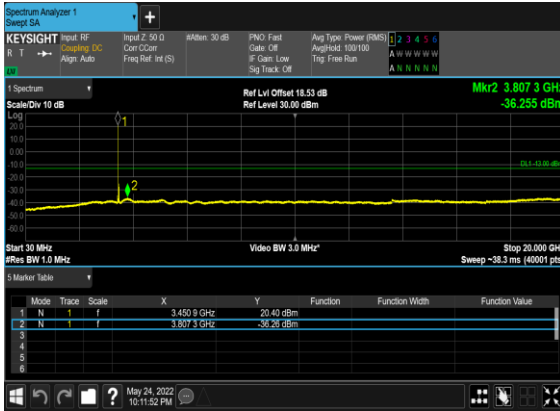 Spectrum Analyzer 1
Swept SA
+
KEYSIGHT Input: RF Input Z: 50 Ω #Atten: 30 dB PNO: Fast Avg Type: Power (RMS) 1 2 3 4 5 6
R T Coupling: DC Corr CCorr Gate: Off Avg|Hold: 100/100 A W W W W W
Align: Auto Freq Ref: Int (S) IF Gain: Low Trig: Free Run
Sig Track: Off A N N N N N
1 Spectrum
Ref Lvl Offset 18.53 dB Mkr2 3.807 3 GHz
Scale/Div 10 dB Ref Level 30.00 dBm -36.255 dBm
Log
20.0
10.0
0.00
-10.0
-20.0
-30.0
-40.0
-50.0
-60.0
1
2
DL1 -13.00 dBm
Start 30 MHz Video BW 3.0 MHz* Stop 20.000 GHz
#Res BW 1.0 MHz Sweep ~38.3 ms (40001 pts)
5 Marker Table
Mode Trace Scale X Y Function Function Width Function Value
1 N 1 f 3.450 9 GHz 20.40 dBm
2 N 1 f 3.807 3 GHz -36.26 dBm
3
4
5
6
? May 24, 2022
10:11:52 PM